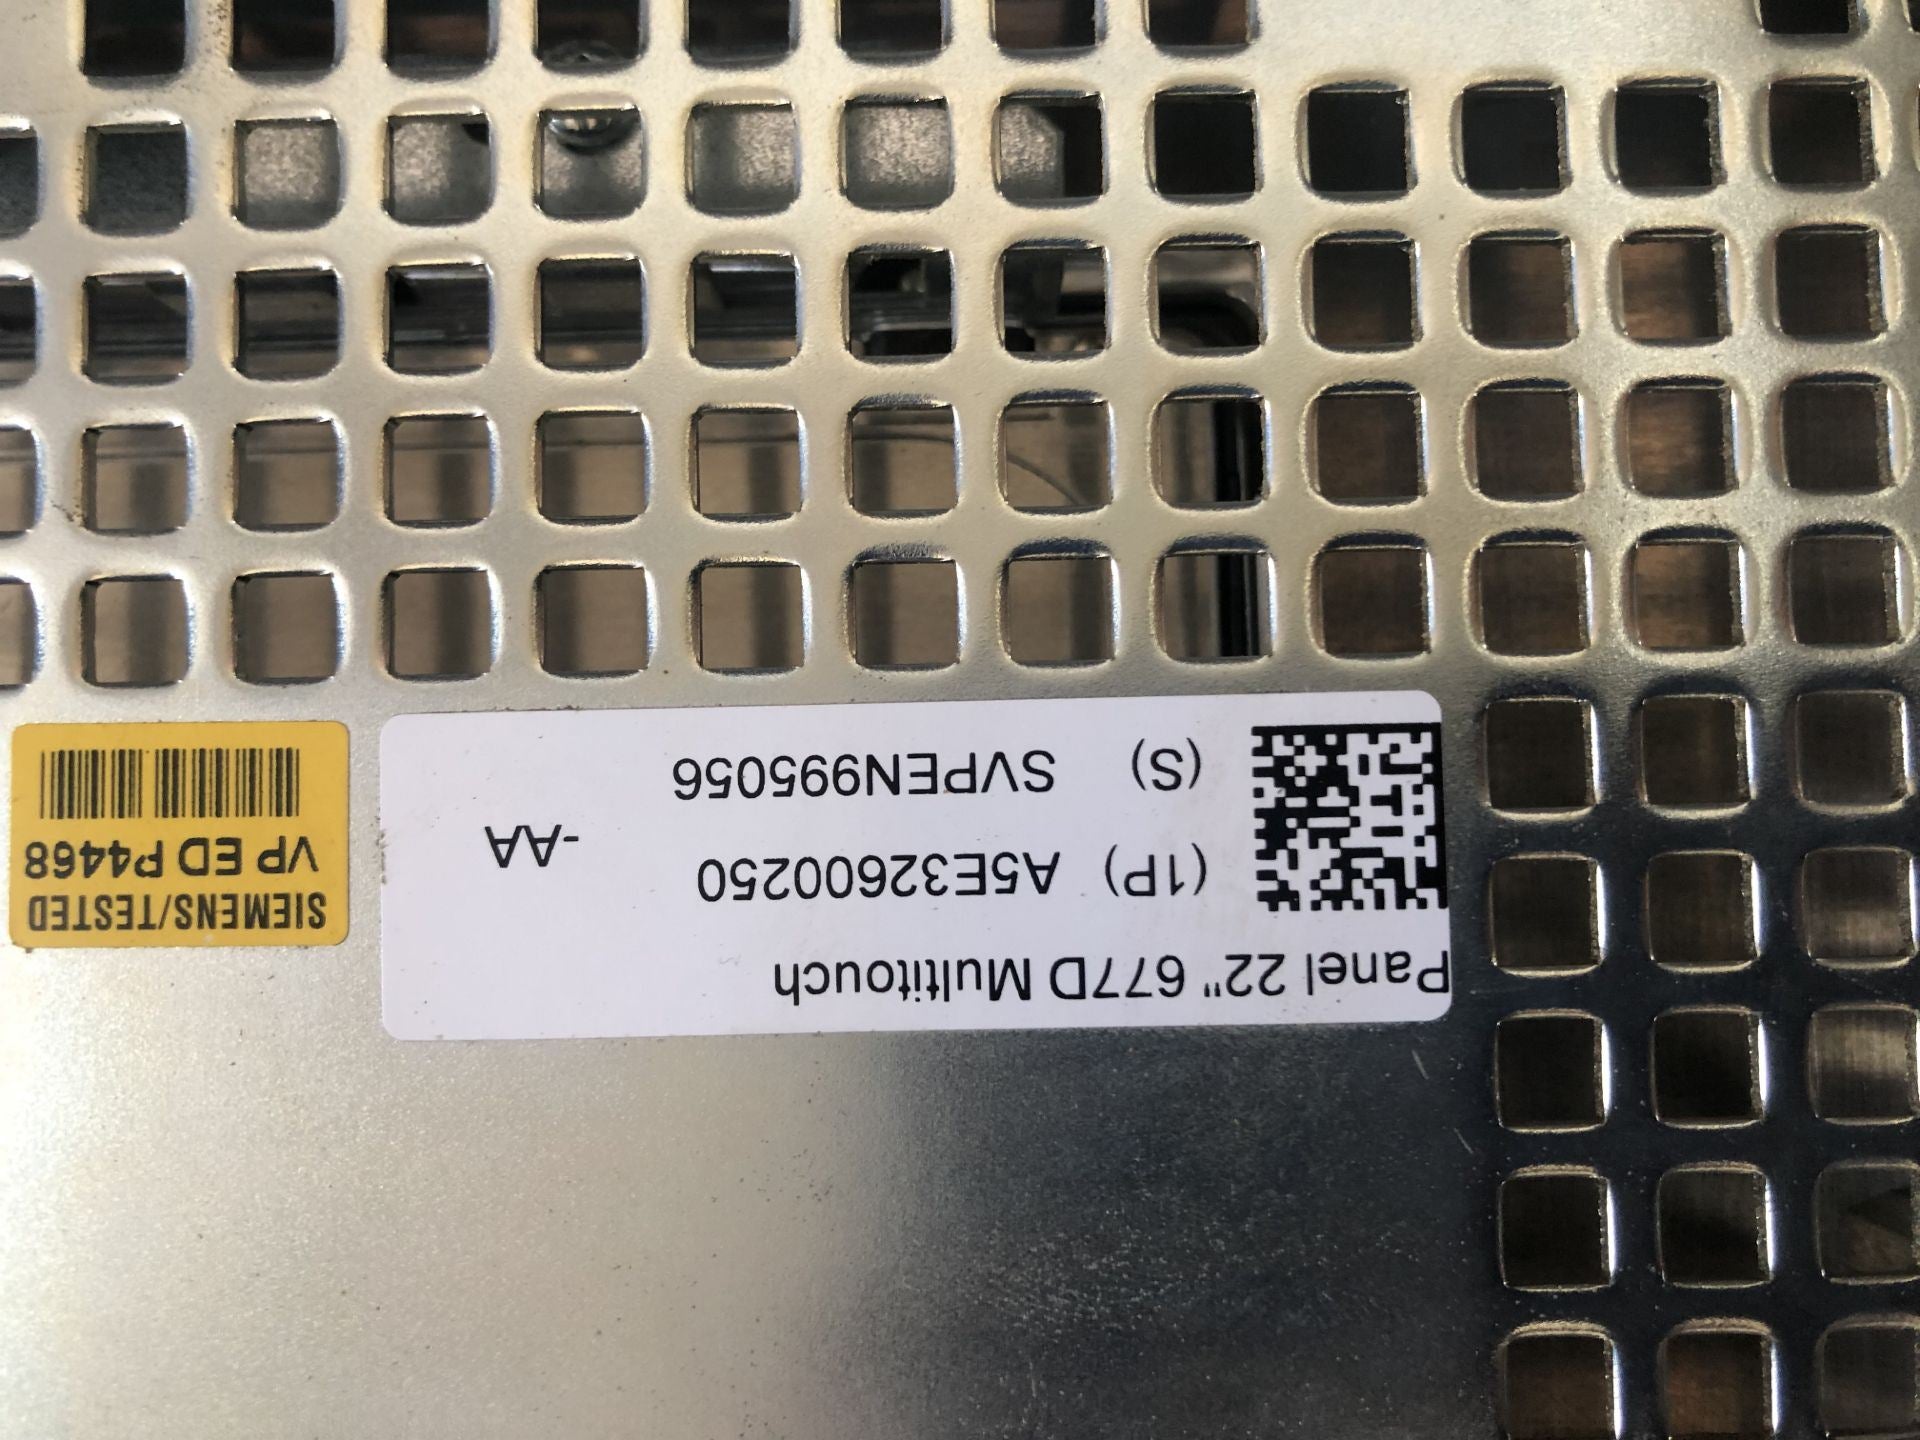 Panel 22" 677D Multitouch
(1P) A5E32600250 -AA
(S) SVPEN995056
SIEMENS/TESTED
VP ED P4468